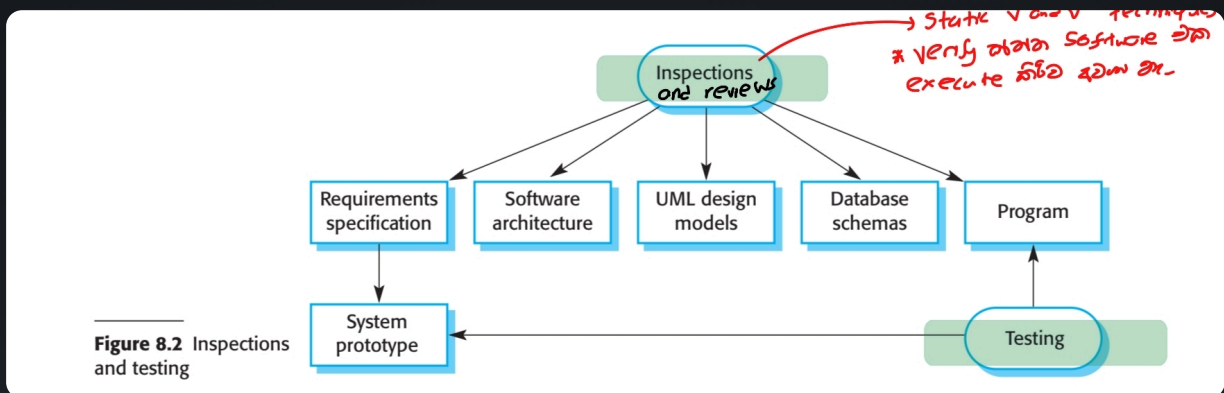 → Static V and V techniques
* verify කරන්න software එක
execute කිරීම අවශ්‍ය නෑ
Inspections
and reviews
Requirements
specification
Software
architecture
UML design
models
Database
schemas
Program
System
prototype
Testing
Figure 8.2 Inspections
and testing